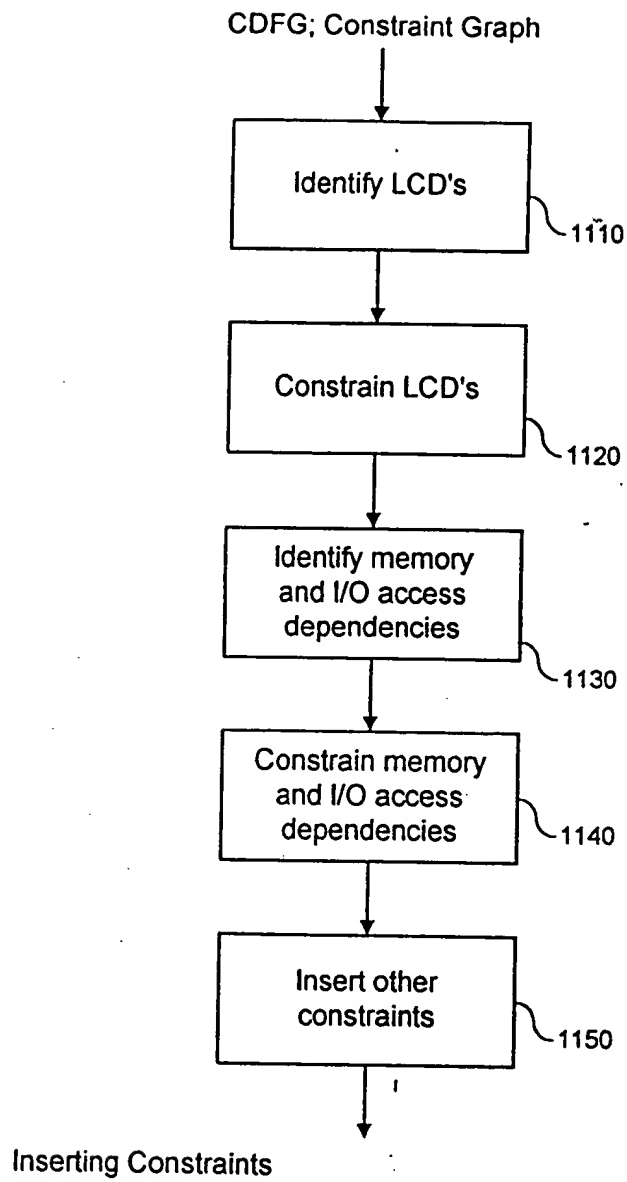 CDFG; Constraint Graph
Identify LCD's
1110
Constrain LCD's
1120
Identify memory
and I/O access
dependencies
1130
Constrain memory
and I/O access
dependencies
1140
Insert other
constraints
1150
Inserting Constraints